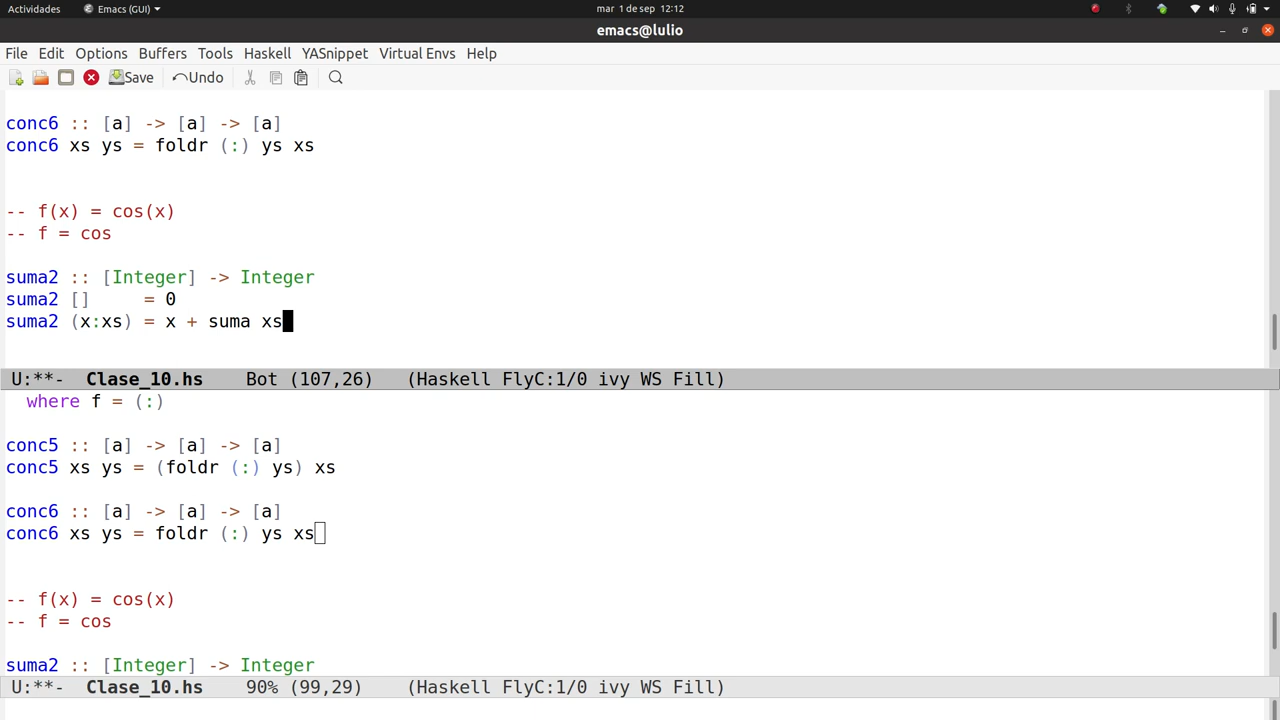 Actividades Emacs (GUI) mar 1 de sep 12:12
emacs@lulio
File Edit Options Buffers Tools Haskell YASnippet Virtual Envs Help
Save Undo
conc6 :: [a] -> [a] -> [a]
conc6 xs ys = foldr (:) ys xs
-- f(x) = cos(x)
-- f = cos
suma2 :: [Integer] -> Integer
suma2 []     = 0
suma2 (x:xs) = x + suma xs
U:**-  Clase_10.hs    Bot (107,26)   (Haskell FlyC:1/0 ivy WS Fill)
  where f = (:)
conc5 :: [a] -> [a] -> [a]
conc5 xs ys = (foldr (:) ys) xs
conc6 :: [a] -> [a] -> [a]
conc6 xs ys = foldr (:) ys xs
-- f(x) = cos(x)
-- f = cos
suma2 :: [Integer] -> Integer
U:**-  Clase_10.hs    90% (99,29)    (Haskell FlyC:1/0 ivy WS Fill)